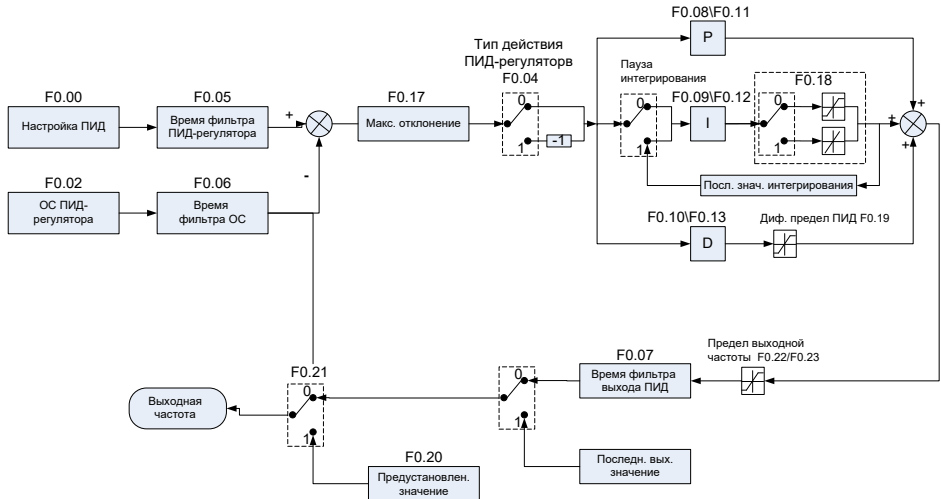 F0.08\F0.11
P
Тип действия
ПИД-регуляторв
F0.04
Пауза
интегрирования
F0.18
F0.00
F0.05
F0.17
F0.09\F0.12
Настройка ПИД
Время фильтра
ПИД-регулятора
+
Макс. отклонение
0
1
-1
0
1
I
0
1
+
+
+
-
Посл. знач. интегрирования
F0.02
F0.06
ОС ПИД-
регулятора
Время
фильтра ОС
F0.10\F0.13
D
Диф. предел ПИД F0.19
Предел выходной
частоты F0.22/F0.23
F0.07
Время фильтра
выхода ПИД
F0.21
0
1
0
1
Выходная
частота
F0.20
Предустановлен.
значение
Последн. вых.
значение